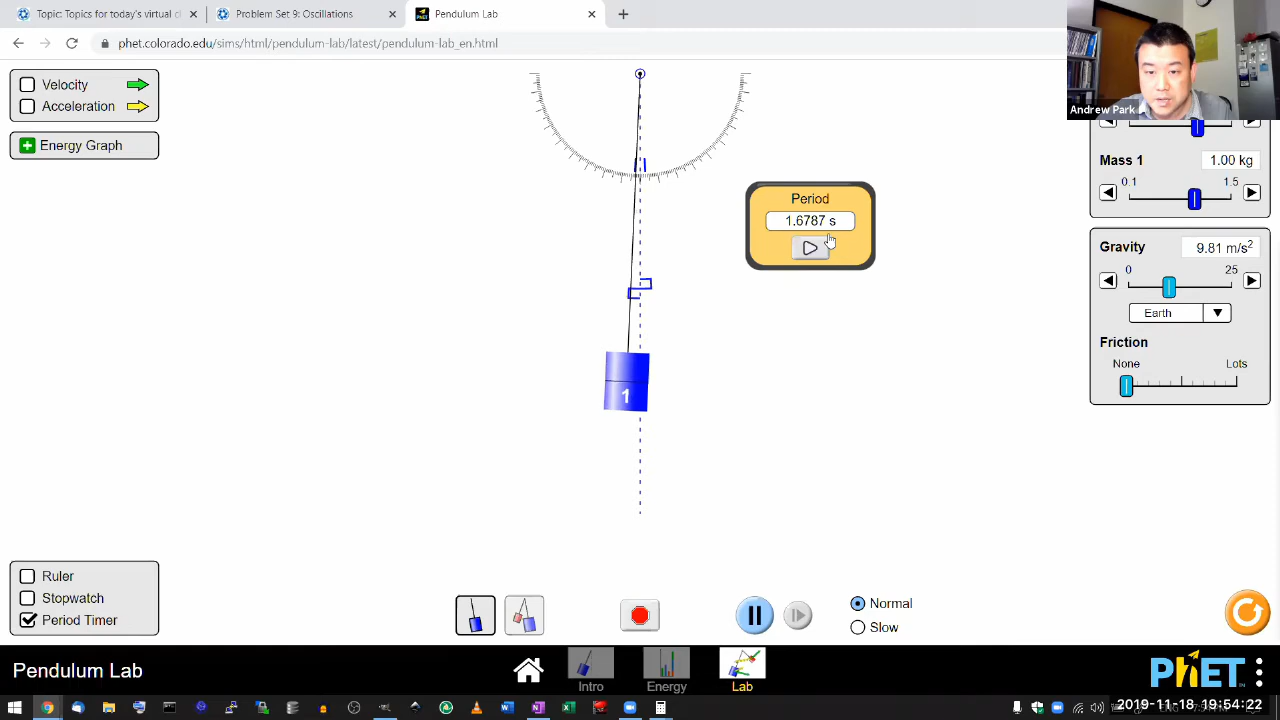 Topic Topics for today's musical cl
Problem Set 9: Oscillations
Pendulum Lab
phet.colorado.edu/sims/html/pendulum-lab/latest/pendulum-lab_en.html
Andrew Park
Velocity
Acceleration
Energy Graph
Period
1.6787 s
Mass 1
1.00 kg
0.1
1.5
Gravity
9.81 m/s²
0
25
Earth
Friction
None
Lots
1
Ruler
Stopwatch
Period Timer
Normal
Slow
Pendulum Lab
Intro
Energy
Lab
PhET
2019-11-18 19:54:22